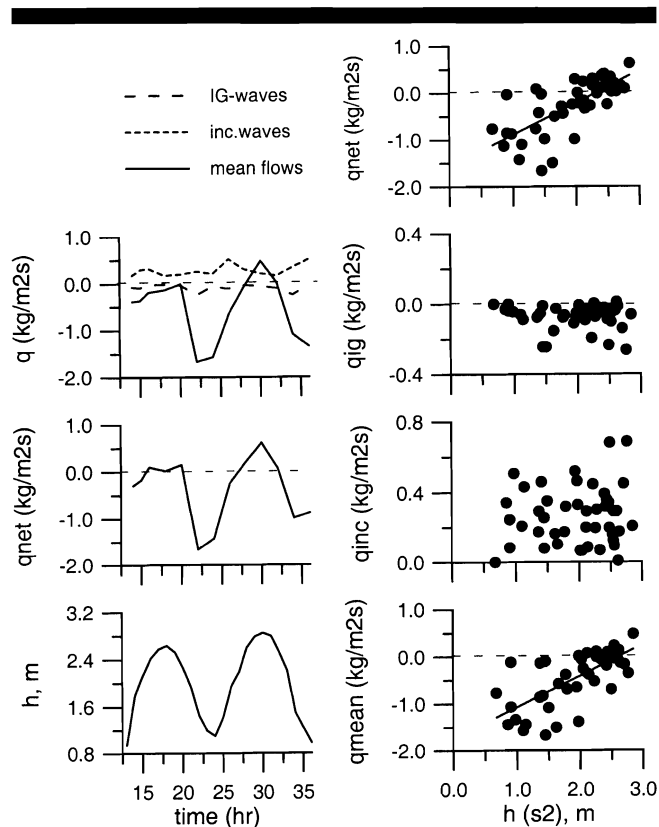 IG-waves
inc.waves
mean flows
1.0
0.0
-1.0
-2.0
q (kg/m2s)
1.0
0.0
-1.0
-2.0
qnet (kg/m2s)
3.2
2.4
1.6
0.8
h, m
15 20 25 30 35
time (hr)
1.0
0.0
-1.0
-2.0
qnet (kg/m2s)
0.4
0.0
-0.4
qig (kg/m2s)
0.8
0.4
0.0
qinc (kg/m2s)
1.0
0.0
-1.0
-2.0
qmean (kg/m2s)
0.0 1.0 2.0 3.0
h (s2), m